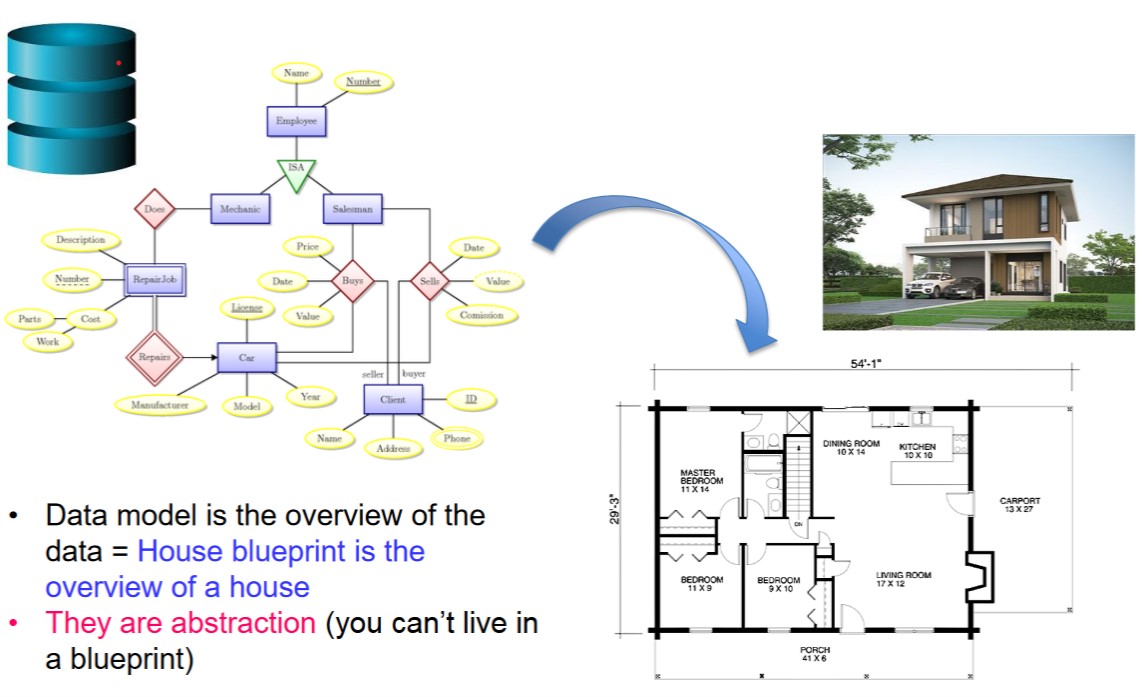 Name
Number
Employee
ISA
Does
Mechanic
Salesman
Description
Price
Date
Number
RepairJob
Date
Buys
Sells
Value
License
Value
Comission
Parts
Cost
Work
Repairs
Car
seller
buyer
Manufacturer
Model
Year
Client
ID
Name
Address
Phone
54'-1"
29'-3"
DINING ROOM
10 X 14
KITCHEN
10 X 10
MASTER
BEDROOM
11 X 14
CARPORT
13 X 27
DN
BEDROOM
11 X 9
BEDROOM
9 X 10
LIVING ROOM
17 X 12
PORCH
41 X 6
• Data model is the overview of the
data = House blueprint is the
overview of a house
• They are abstraction (you can't live in
a blueprint)